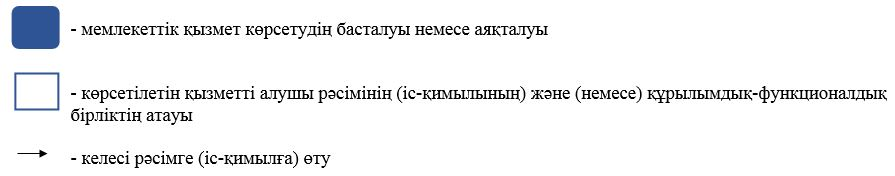 - мемлекеттік қызмет көрсетудің басталуы немесе аяқталуы
- көрсетілетін қызметті алушы рәсімінің (іс-қимылының) және (немесе) құрылымдық-функционалдық
бірліктің атауы
- келесі рәсімге (іс-қимылға) өту